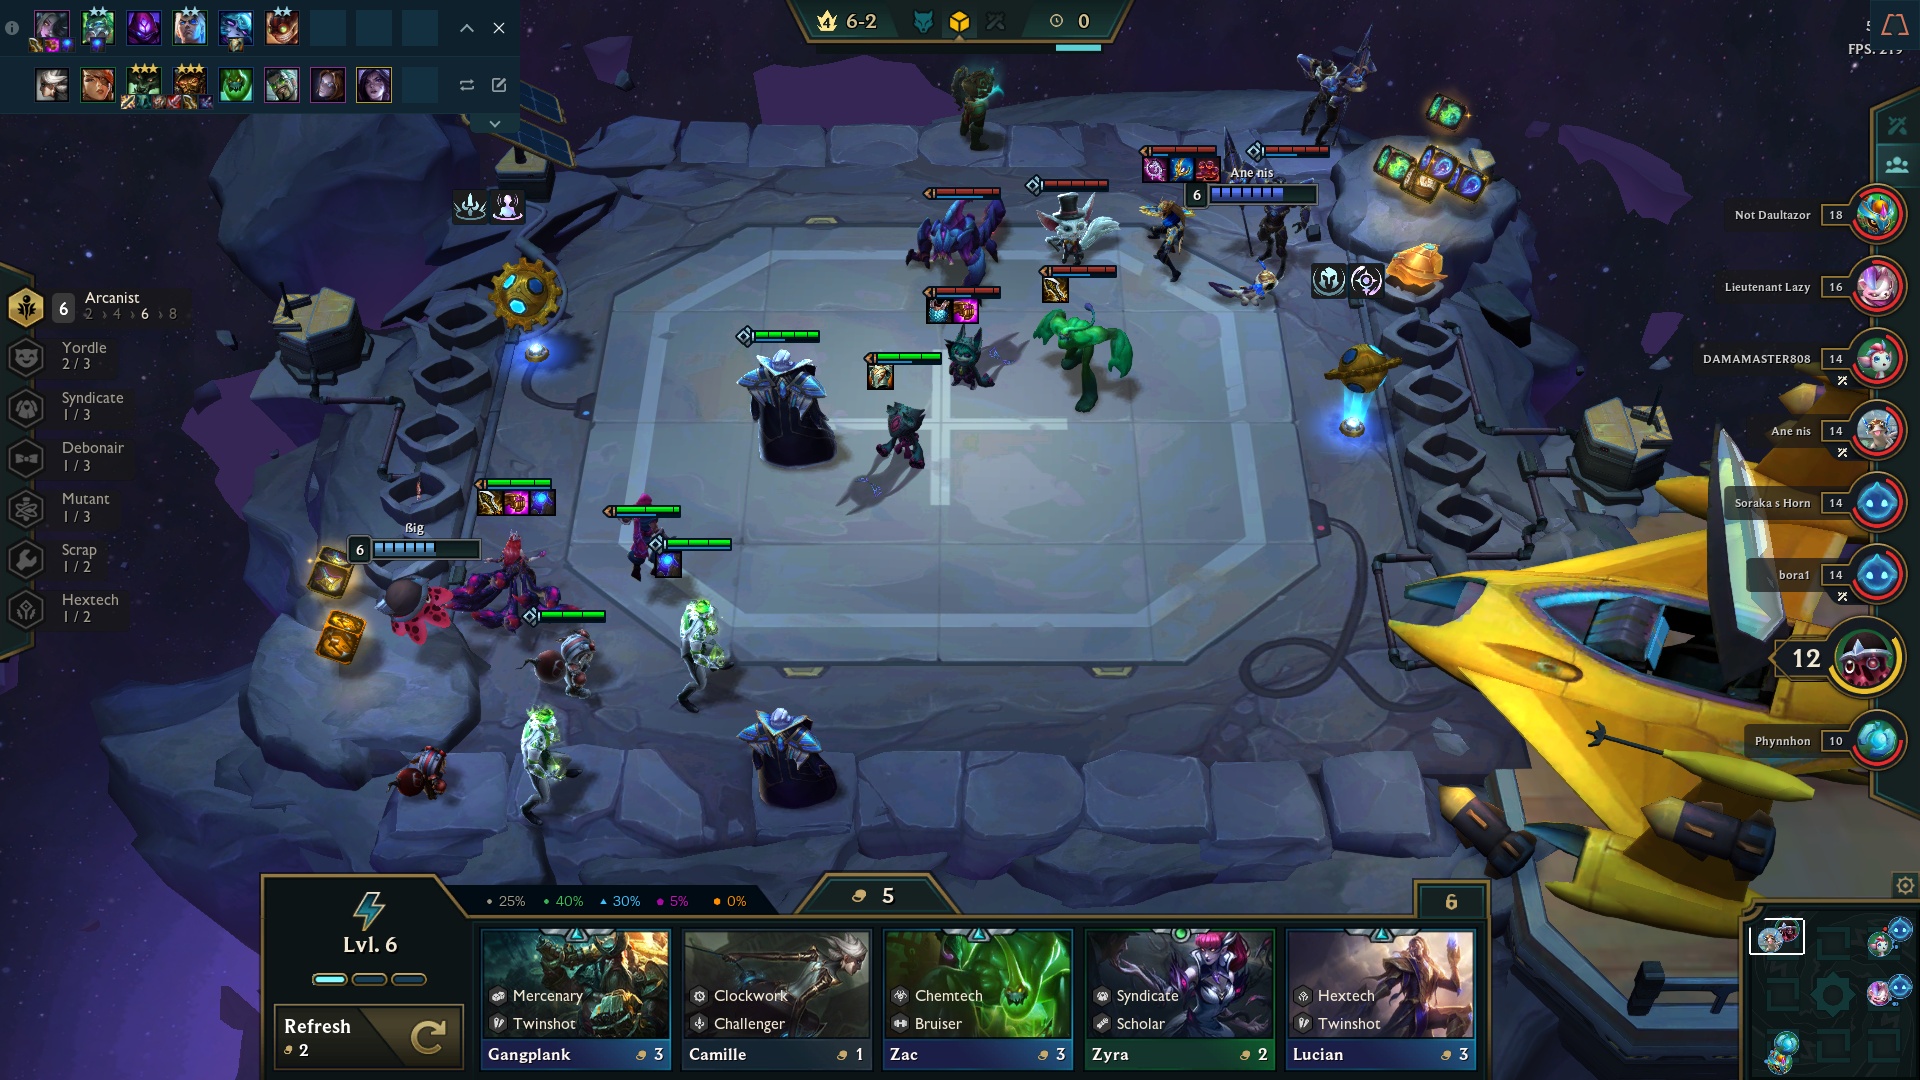 4 6-2
0
FPS: 219
Ane nis
6
Not Daultazor 18
Lieutenant Lazy 16
DAMAMASTER808 14
Ane nis 14
Soraka s Horn 14
bora1 14
12
Phynnhon 10
6 Arcanist
2 › 4 › 6 › 8
Yordle
2 / 3
Syndicate
1 / 3
Debonair
1 / 3
Mutant
1 / 3
Scrap
1 / 2
Hextech
1 / 2
ßig
6
25% 40% 30% 5% 0%
5
6
Lvl. 6
Refresh
2
Mercenary
Twinshot
Gangplank 3
Clockwork
Challenger
Camille 1
Chemtech
Bruiser
Zac 3
Syndicate
Scholar
Zyra 2
Hextech
Twinshot
Lucian 3